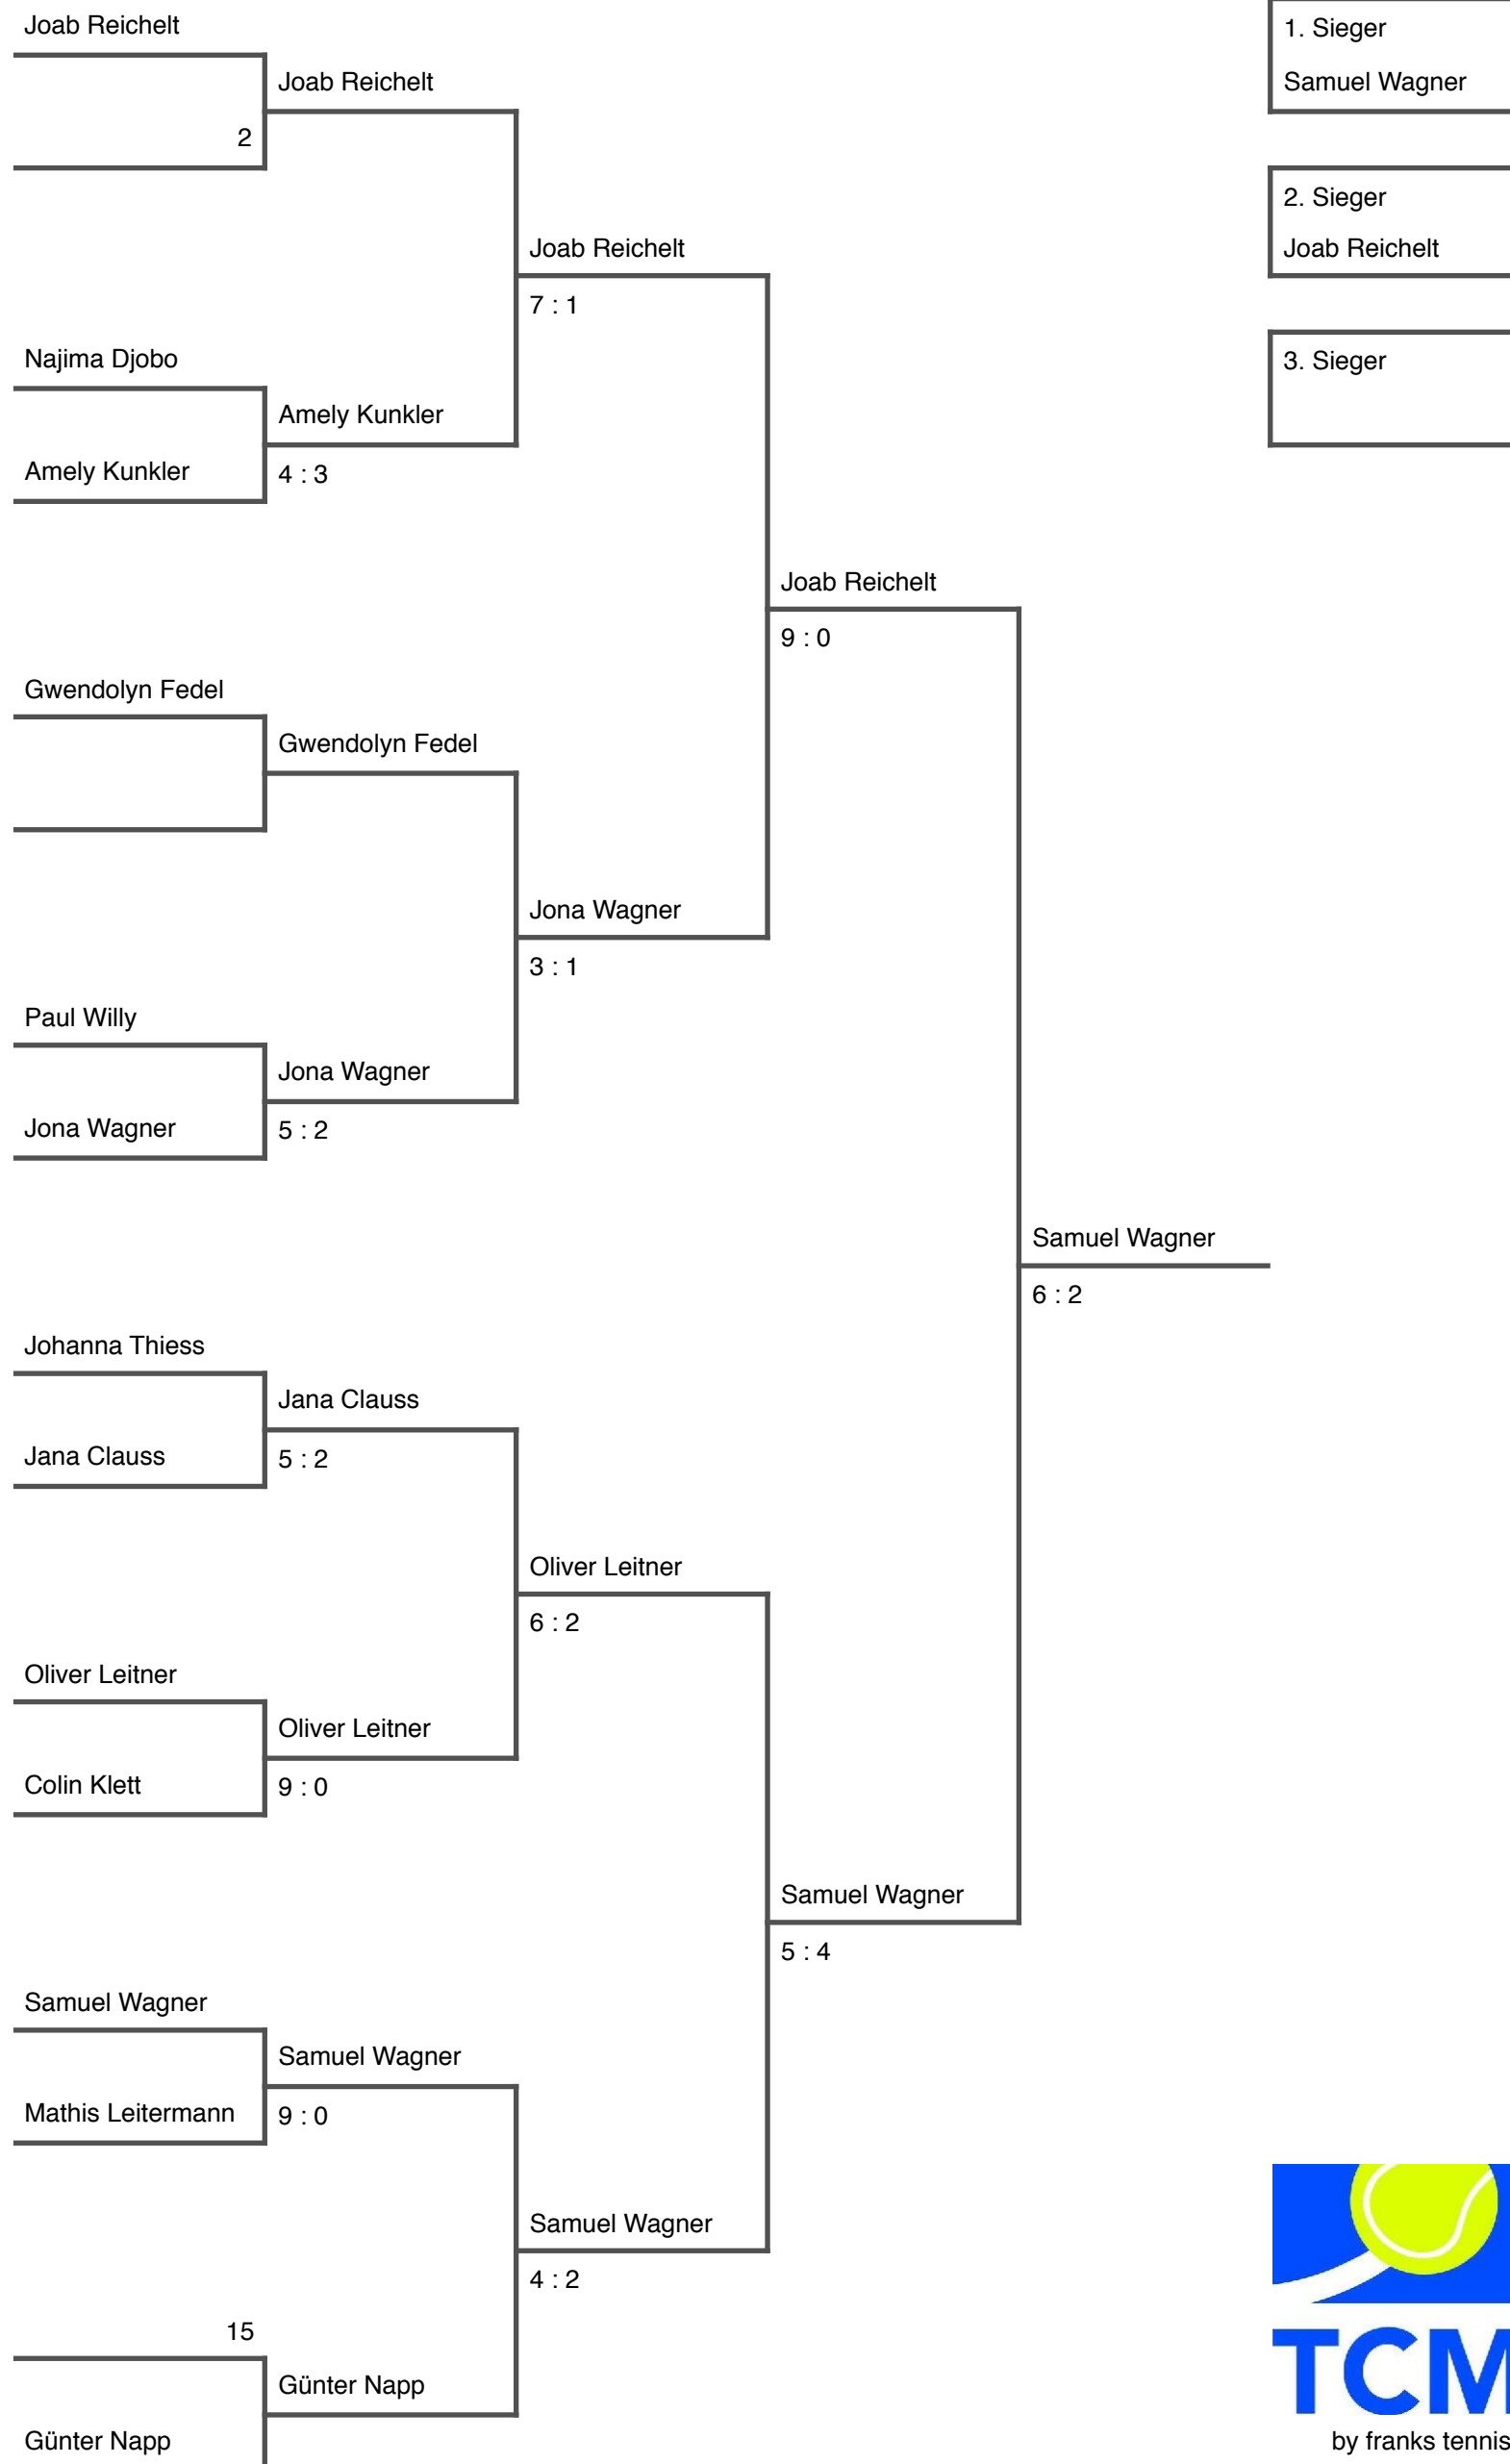 Joab Reichelt
1. Sieger
Joab Reichelt
Samuel Wagner
2
2. Sieger
Joab Reichelt
Joab Reichelt
7 : 1
Najima Djobo
3. Sieger
Amely Kunkler
Amely Kunkler
4 : 3
Joab Reichelt
9 : 0
Gwendolyn Fedel
Gwendolyn Fedel
Jona Wagner
3 : 1
Paul Willy
Jona Wagner
Jona Wagner
5 : 2
Samuel Wagner
6 : 2
Johanna Thiess
Jana Clauss
Jana Clauss
5 : 2
Oliver Leitner
6 : 2
Oliver Leitner
Oliver Leitner
Colin Klett
9 : 0
Samuel Wagner
5 : 4
Samuel Wagner
Samuel Wagner
Mathis Leitermann
9 : 0
Samuel Wagner
4 : 2
15
Günter Napp
Günter Napp
TCM
by franks tennis